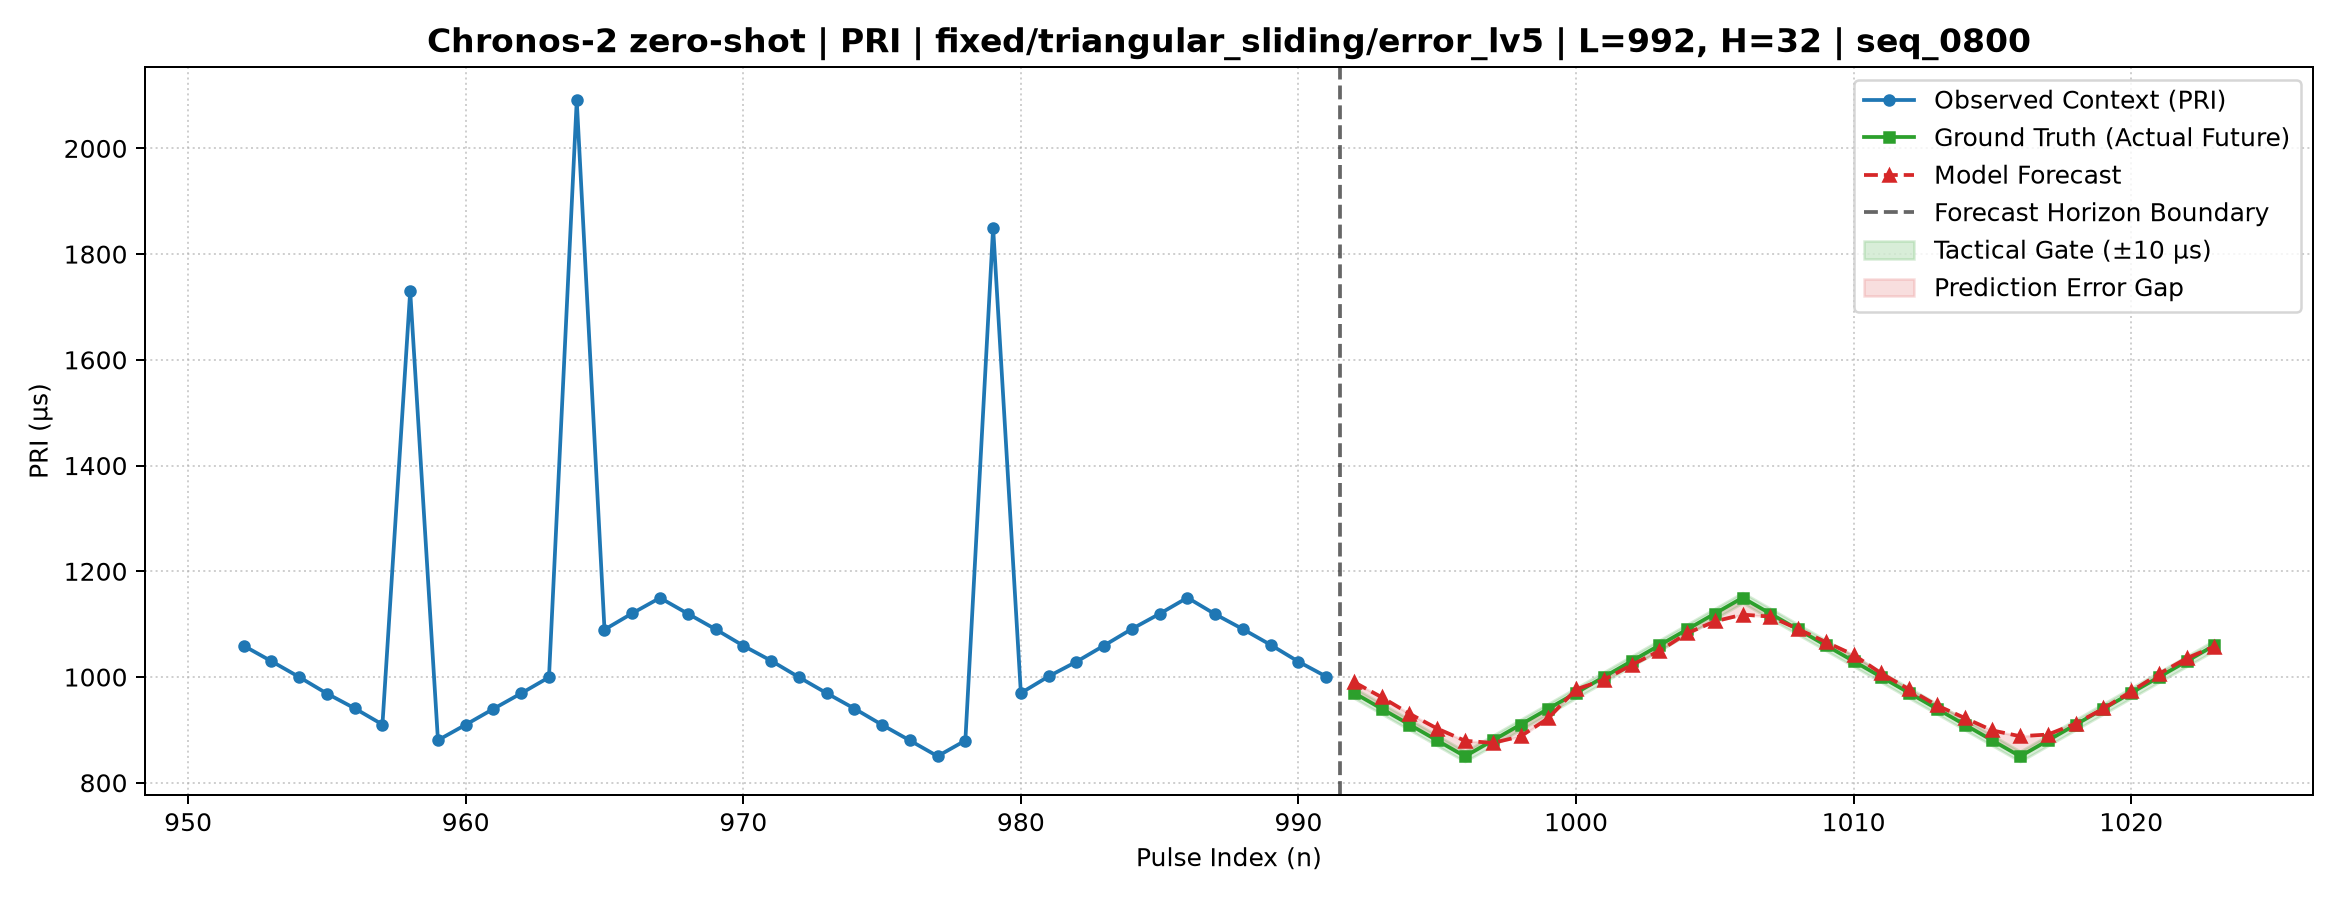 Chronos-2 zero-shot | PRI | fixed/triangular_sliding/error_lv5 | L=992, H=32 | seq_0800
Observed Context (PRI)
Ground Truth (Actual Future)
Model Forecast
Forecast Horizon Boundary
Tactical Gate (±10 µs)
Prediction Error Gap
PRI (µs)
2000
1800
1600
1400
1200
1000
800
950 960 970 980 990 1000 1010 1020
Pulse Index (n)